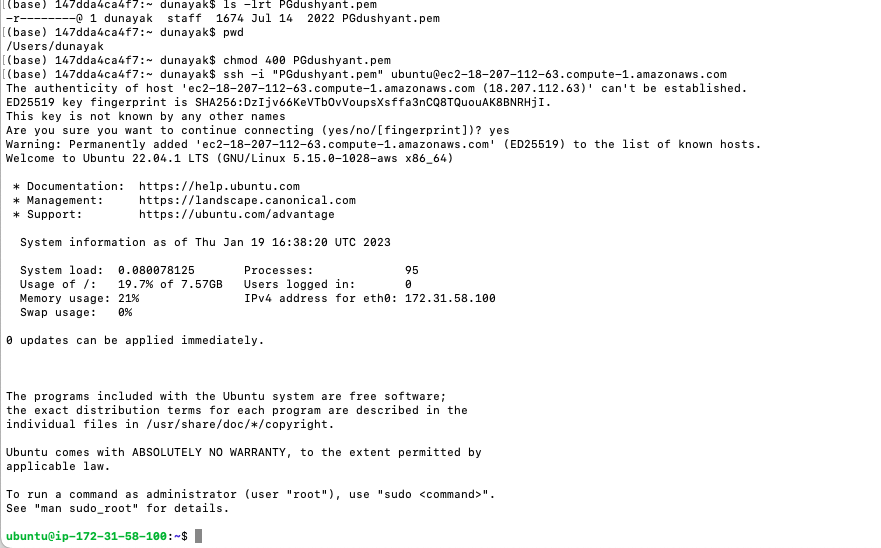 (base) 147dda4ca4f7:~ dunayak$ ls -lrt PGdushyant.pem
-r--------@ 1 dunayak  staff  1674 Jul 14  2022 PGdushyant.pem
[(base) 147dda4ca4f7:~ dunayak$ pwd
/Users/dunayak
[(base) 147dda4ca4f7:~ dunayak$ chmod 400 PGdushyant.pem
[(base) 147dda4ca4f7:~ dunayak$ ssh -i "PGdushyant.pem" ubuntu@ec2-18-207-112-63.compute-1.amazonaws.com
The authenticity of host 'ec2-18-207-112-63.compute-1.amazonaws.com (18.207.112.63)' can't be established.
ED25519 key fingerprint is SHA256:DzIjv66KeVTbOvVoupsXsffa3nCQ8TQuouAK8BNRHjI.
This key is not known by any other names
Are you sure you want to continue connecting (yes/no/[fingerprint])? yes
Warning: Permanently added 'ec2-18-207-112-63.compute-1.amazonaws.com' (ED25519) to the list of known hosts.
Welcome to Ubuntu 22.04.1 LTS (GNU/Linux 5.15.0-1028-aws x86_64)

 * Documentation:  https://help.ubuntu.com
 * Management:     https://landscape.canonical.com
 * Support:        https://ubuntu.com/advantage

  System information as of Thu Jan 19 16:38:20 UTC 2023

  System load:  0.080078125       Processes:             95
  Usage of /:   19.7% of 7.57GB   Users logged in:       0
  Memory usage: 21%               IPv4 address for eth0: 172.31.58.100
  Swap usage:   0%

0 updates can be applied immediately.

The programs included with the Ubuntu system are free software;
the exact distribution terms for each program are described in the
individual files in /usr/share/doc/*/copyright.

Ubuntu comes with ABSOLUTELY NO WARRANTY, to the extent permitted by
applicable law.

To run a command as administrator (user "root"), use "sudo <command>".
See "man sudo_root" for details.

ubuntu@ip-172-31-58-100:~$